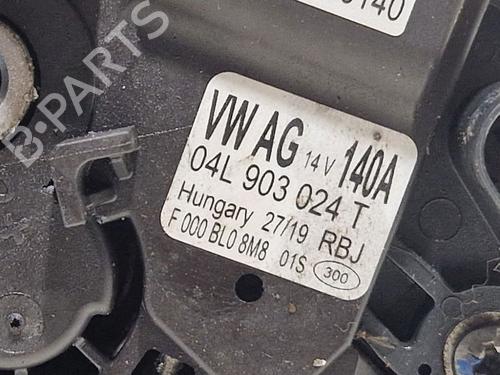 B-PARTS
VW AG 14V 140A
04L 903 024 T
Hungary 27/19 RBJ
F 000 BL0 8M8 01S 300